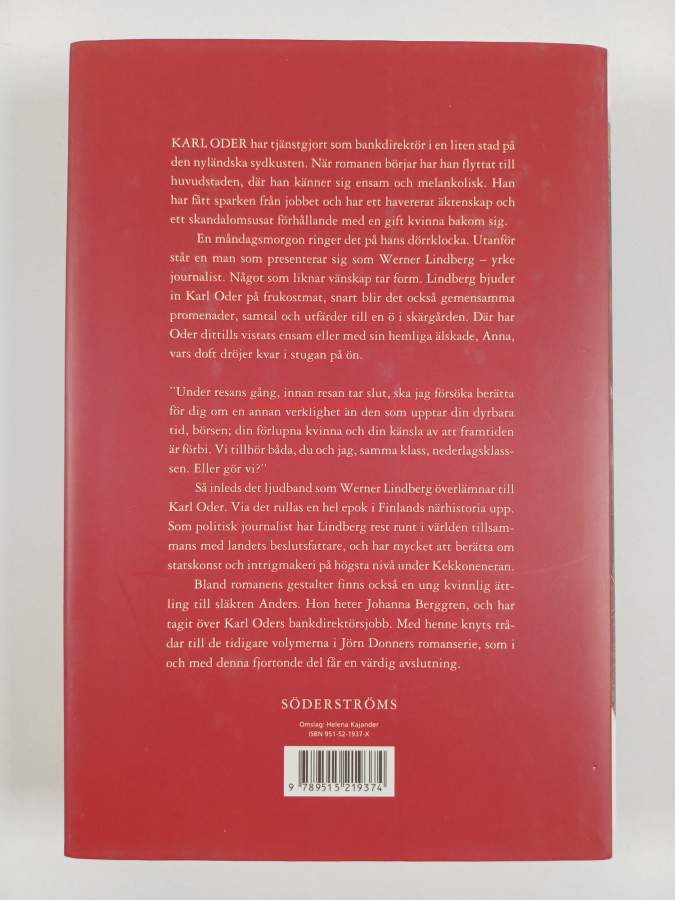 KARL ODER har tjänstgjort som bankdirektör i en liten stad på
den nyländska sydkusten. När romanen börjar har han flyttat till
huvudstaden, där han känner sig ensam och melankolisk. Han
har fått sparken från jobbet och har ett havererat äktenskap och
ett skandalomsusat förhållande med en gift kvinna bakom sig.
En måndagsmorgon ringer det på hans dörrklocka. Utanför
står en man som presenterar sig som Werner Lindberg – yrke
journalist. Något som liknar vänskap tar form. Lindberg bjuder
in Karl Oder på frukostmat, snart blir det också gemensamma
promenader, samtal och utfärder till en ö i skärgården. Där har
Oder dittills vistats ensam eller med sin hemliga älskade, Anna,
vars doft dröjer kvar i stugan på ön.
"Under resans gång, innan resan tar slut, ska jag försöka berätta
för dig om en annan verklighet än den som upptar din dyrbara
tid, börsen; din förlupna kvinna och din känsla av att framtiden
är förbi. Vi tillhör båda, du och jag, samma klass, nederlagsklass-
sen. Eller gör vi?"
Så inleds det ljudband som Werner Lindberg överlämnar till
Karl Oder. Via det rullas en hel epok i Finlands närhistoria upp.
Som politisk journalist har Lindberg rest runt i världen tillsam-
mans med landets beslutsfattare, och har mycket att berätta om
statskonst och intrigmakeri på högsta nivå under Kekkoneneran.
Bland romanens gestalter finns också en ung kvinnlig ätt-
ling till släkten Anders. Hon heter Johanna Berggren, och har
tagit över Karl Oders bankdirektörsjobb. Med henne knyts trå-
dar till de tidigare volymerna i Jörn Donners romanserie, som i
och med denna fjortonde del får en värdig avslutning.
SÖDERSTRÖMS
Omslag: Helena Kajander
ISBN 951-52-1937-X
9 789515 219374